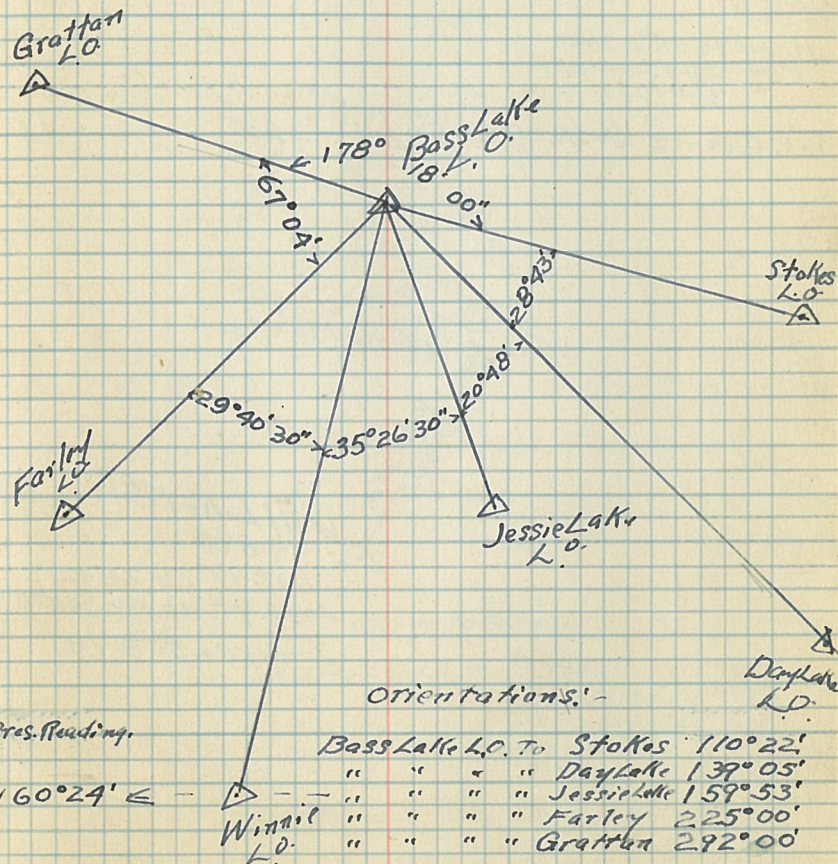 Grattan
L.O.
178°
Bass Lake
L.O.
18'
00"
67°04'
28°43'
Stokes
L.O.
20°48'
29°40'30"
35°26'30"
Farley
L.O.
Jessie Lake
L.O.
Day Lake
L.O.
Orientations:-
Pres. Reading.
Bass Lake L.O. To Stokes 110°22'
" " " " Day Lake 139°05'
160°24' ← - - - " " " " Jessie Lake 159°53'
Winnie
L.O.
" " " " Farley 225°00'
" " " " Grattan 292°00'